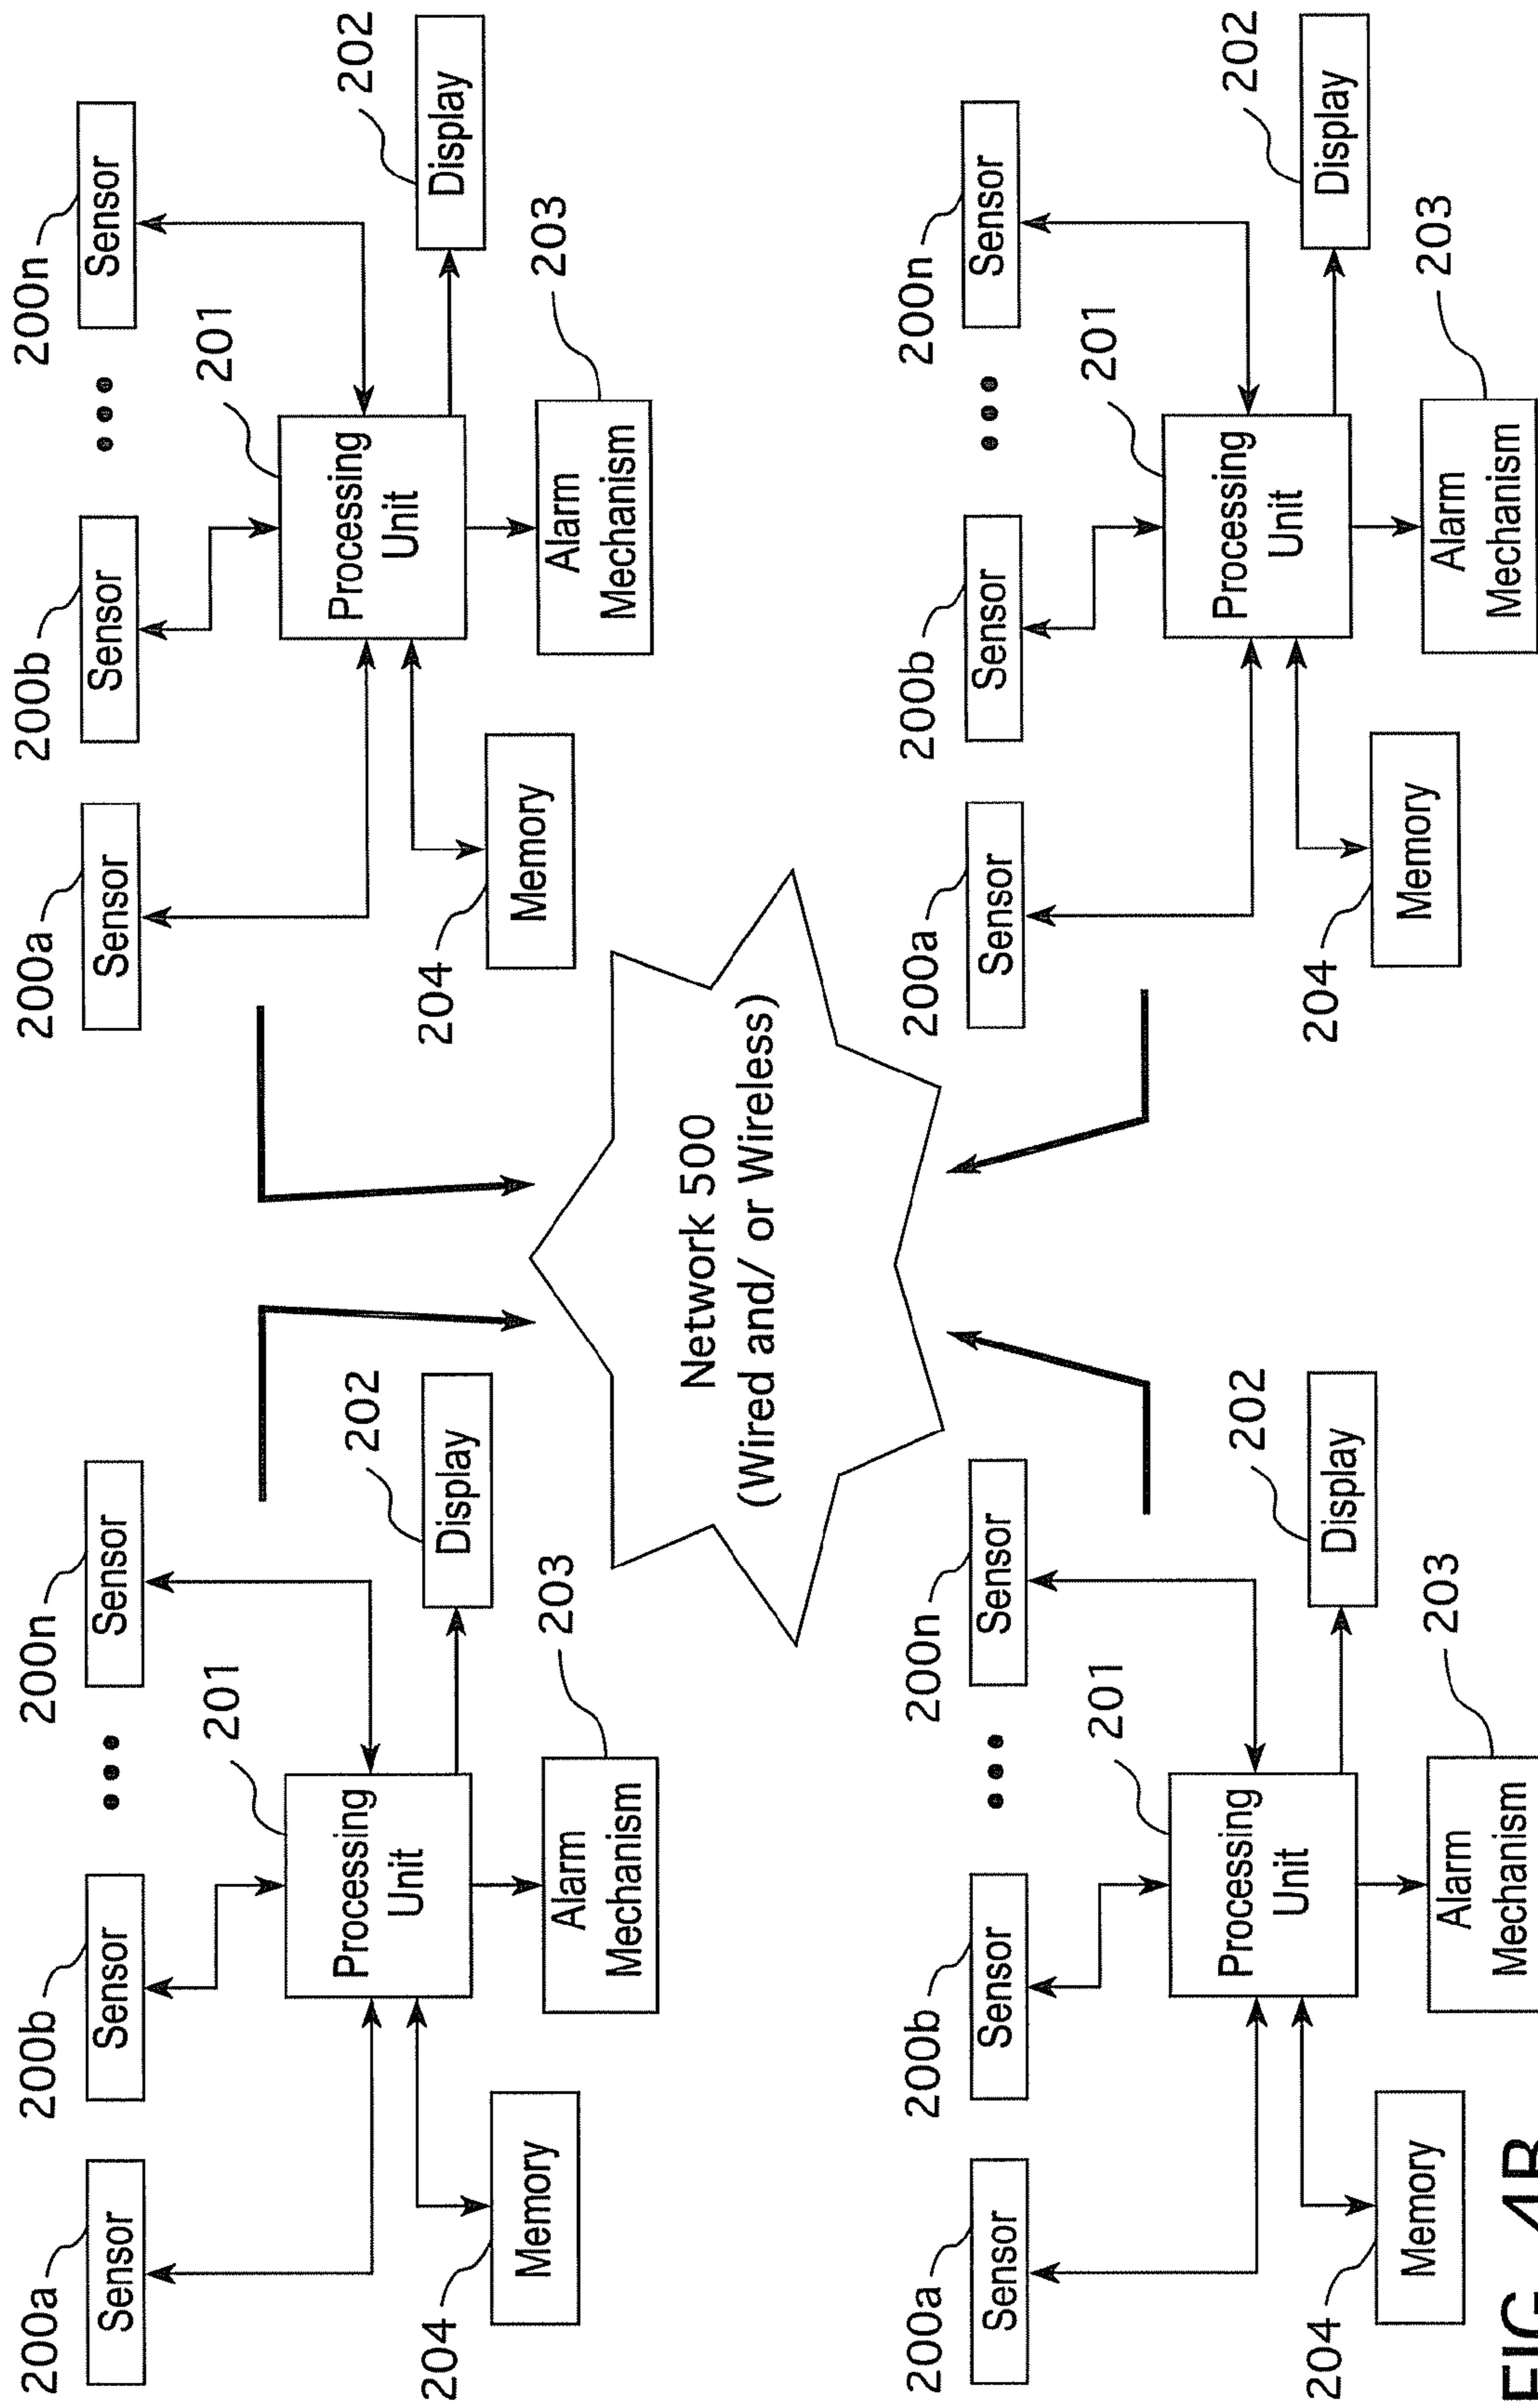 200a
200b
200n
Sensor
Sensor
• • •
Sensor
201
202
Processing
Unit
Display
204
Memory
203
Alarm
Mechanism
200a
200b
200n
Sensor
Sensor
• • •
Sensor
201
202
Processing
Unit
Display
204
Memory
203
Alarm
Mechanism
Network 500
(Wired and/ or Wireless)
200a
200b
200n
Sensor
Sensor
• • •
Sensor
201
202
Processing
Unit
Display
204
Memory
203
Alarm
Mechanism
200a
200b
200n
Sensor
Sensor
• • •
Sensor
201
202
Processing
Unit
Display
204
Memory
203
Alarm
Mechanism
FIG. 4B